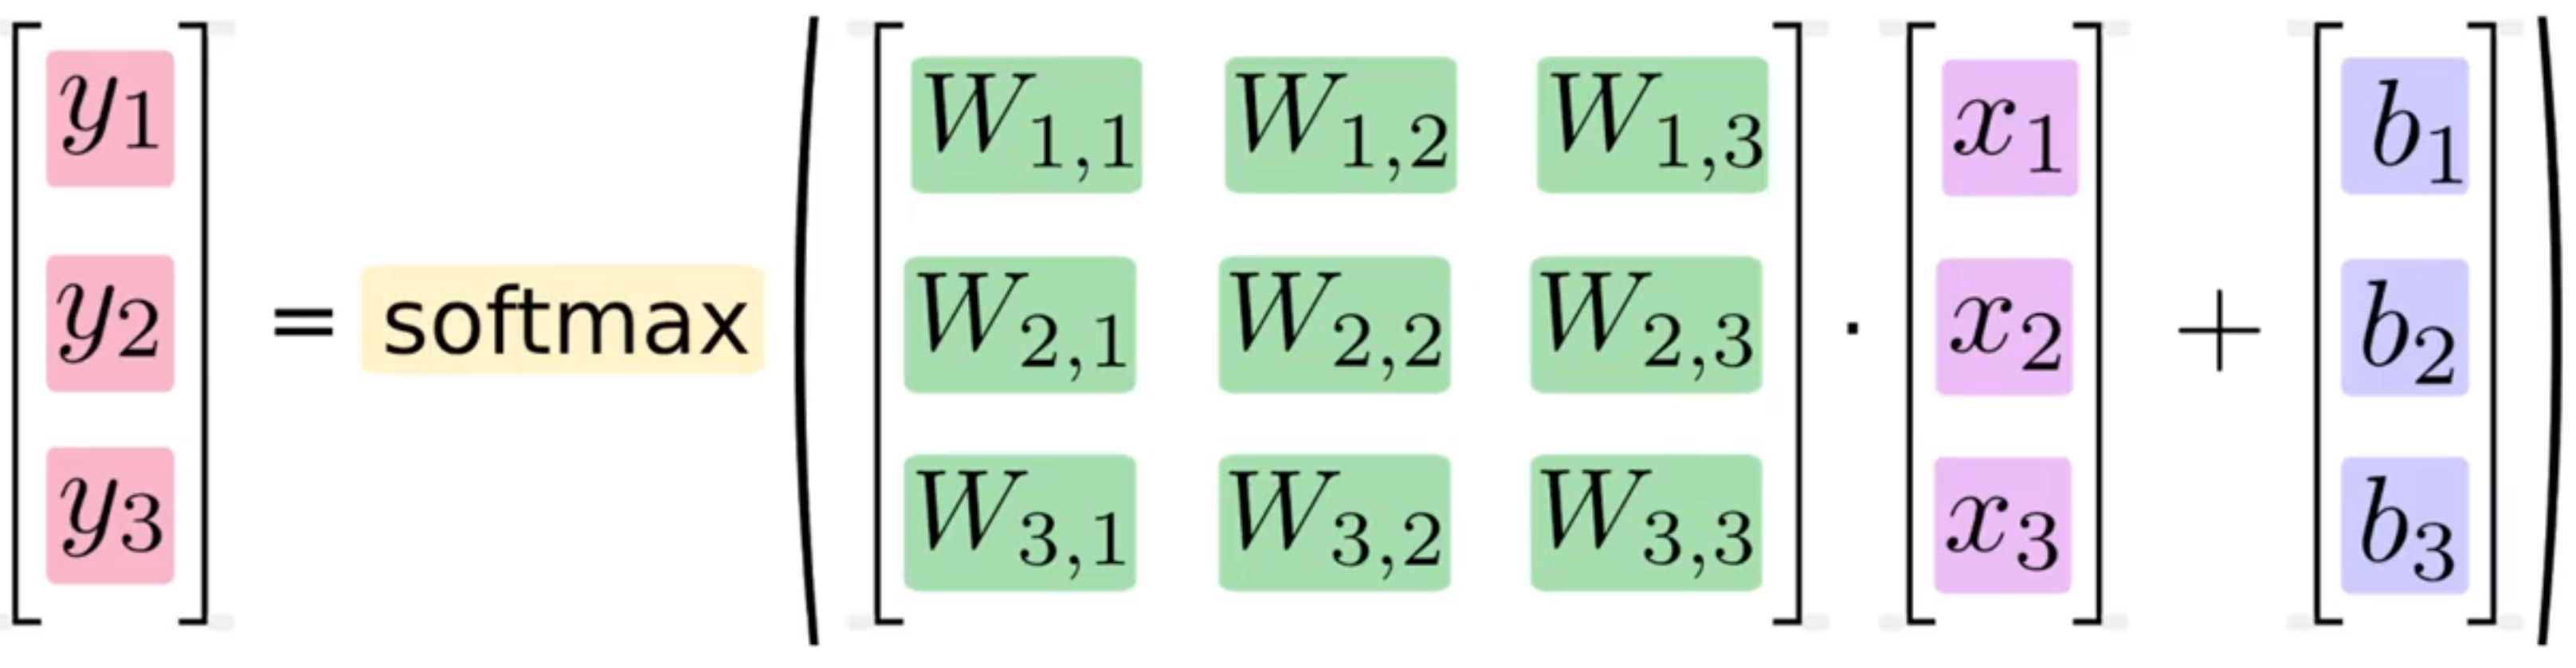 y1 W1,1 W1,2 W1,3 x1 b1
y2 = softmax ( W2,1 W2,2 W2,3 · x2 + b2 )
y3 W3,1 W3,2 W3,3 x3 b3